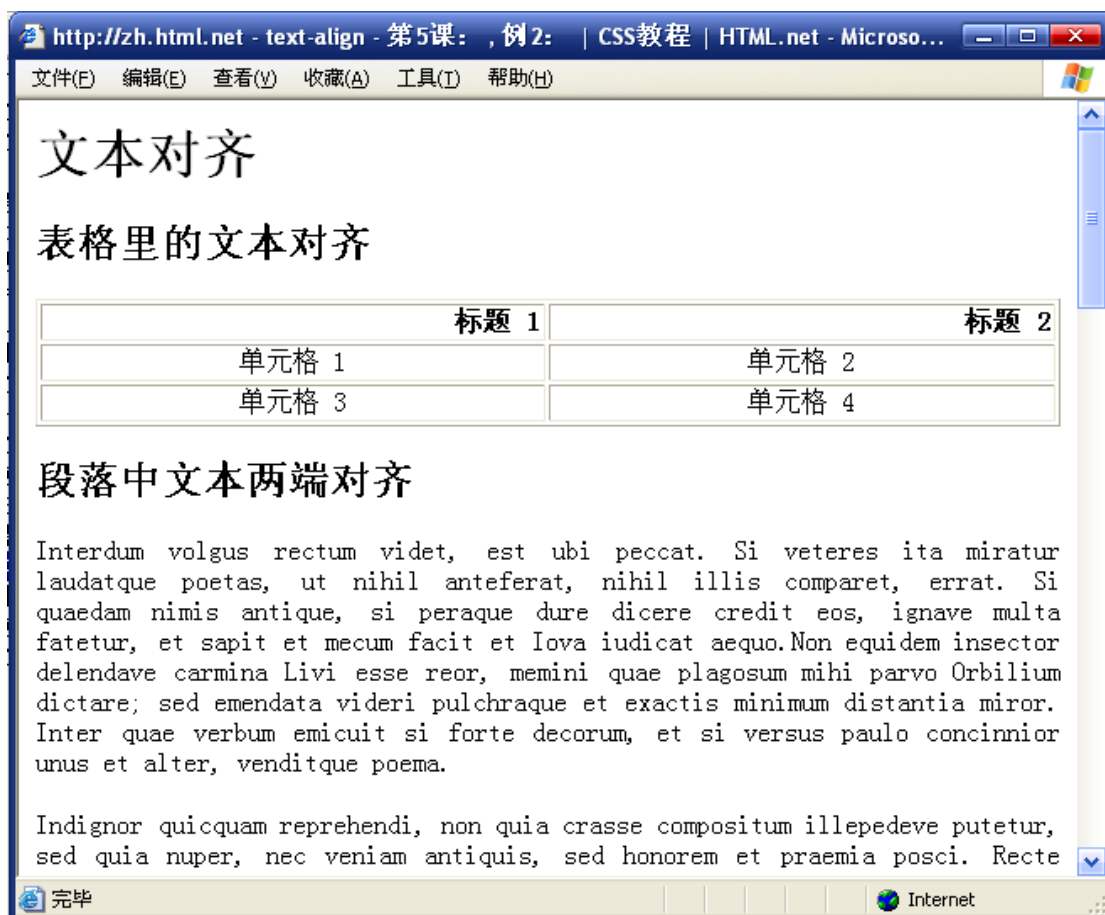 http://zh.html.net - text-align - 第5课： , 例2： | CSS教程 | HTML.net - Microso...
文件(F) 编辑(E) 查看(V) 收藏(A) 工具(T) 帮助(H)
文本对齐
表格里的文本对齐
标题 1 标题 2
单元格 1 单元格 2
单元格 3 单元格 4
段落中文本两端对齐
Interdum volgus rectum videt, est ubi peccat. Si veteres ita miratur
laudatque poetas, ut nihil anteferat, nihil illis comparet, errat. Si
quaedam nimis antique, si peraque dure dicere credit eos, ignave multa
fatetur, et sapit et mecum facit et Iova iudicat aequo.Non equidem insector
delendave carmina Livi esse reor, memini quae plagosum mihi parvo Orbilium
dictare; sed emendata videri pulchraque et exactis minimum distantia miror.
Inter quae verbum emicuit si forte decorum, et si versus paulo concinnior
unus et alter, venditque poema.
Indignor quicquam reprehendi, non quia crasse compositum illepedeve putetur,
sed quia nuper, nec veniam antiquis, sed honorem et praemia posci. Recte
完毕 Internet